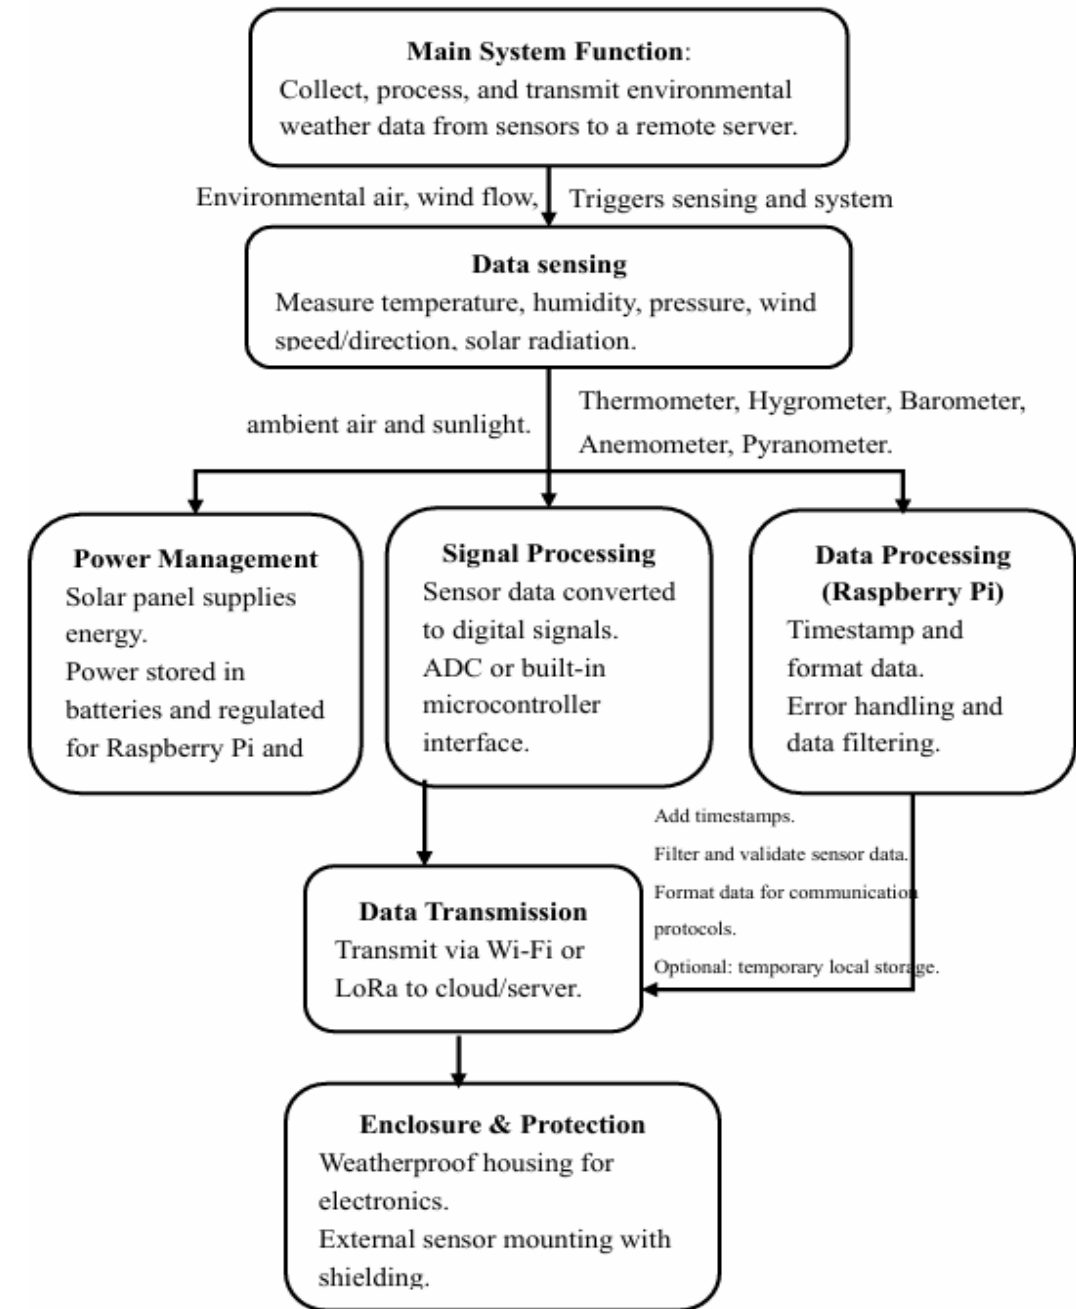 Main System Function:
Collect, process, and transmit environmental
weather data from sensors to a remote server.
Environmental air, wind flow,
Triggers sensing and system
Data sensing
Measure temperature, humidity, pressure, wind
speed/direction, solar radiation.
ambient air and sunlight.
Thermometer, Hygrometer, Barometer,
Anemometer, Pyranometer.
Power Management
Solar panel supplies
energy.
Power stored in
batteries and regulated
for Raspberry Pi and
Signal Processing
Sensor data converted
to digital signals.
ADC or built-in
microcontroller
interface.
Data Processing
(Raspberry Pi)
Timestamp and
format data.
Error handling and
data filtering.
Add timestamps.
Filter and validate sensor data.
Format data for communication
protocols.
Optional: temporary local storage.
Data Transmission
Transmit via Wi-Fi or
LoRa to cloud/server.
Enclosure & Protection
Weatherproof housing for
electronics.
External sensor mounting with
shielding.